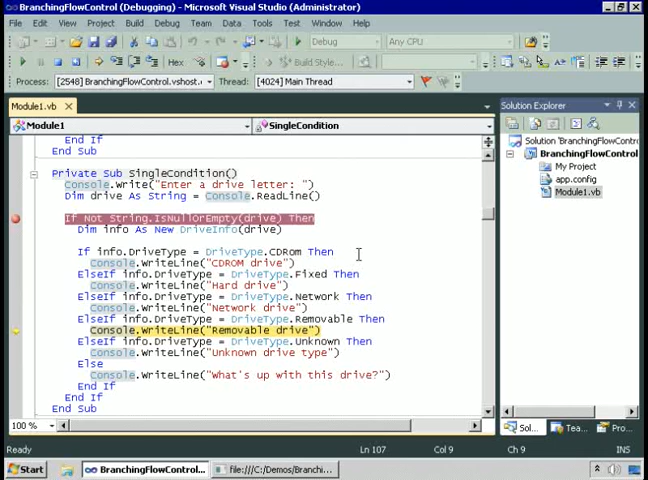 BranchingFlowControl (Debugging) - Microsoft Visual Studio (Administrator)
File Edit View Project Build Debug Team Data Tools Test Window Help
Debug Any CPU
Hex Build Style...
Process: [2548] BranchingFlowControl.vshost. Thread: [4024] Main Thread
Module1.vb
Solution Explorer
Module1 SingleCondition
End If
End Sub
Private Sub SingleCondition()
Console.Write("Enter a drive letter: ")
Dim drive As String = Console.ReadLine()
If Not String.IsNullOrEmpty(drive) Then
Dim info As New DriveInfo(drive)
If info.DriveType = DriveType.CDRom Then
Console.WriteLine("CDROM drive")
ElseIf info.DriveType = DriveType.Fixed Then
Console.WriteLine("Hard drive")
ElseIf info.DriveType = DriveType.Network Then
Console.WriteLine("Network drive")
ElseIf info.DriveType = DriveType.Removable Then
Console.WriteLine("Removable drive")
ElseIf info.DriveType = DriveType.Unknown Then
Console.WriteLine("Unknown drive type")
Else
Console.WriteLine("What's up with this drive?")
End If
End If
End Sub
Solution 'BranchingFlowContro
BranchingFlowControl
My Project
app.config
Module1.vb
100 %
Sol... Tea... Pro...
Ready Ln 107 Col 9 Ch 9 INS
Start BranchingFlowControl... file:///C:/Demos/Branchi...